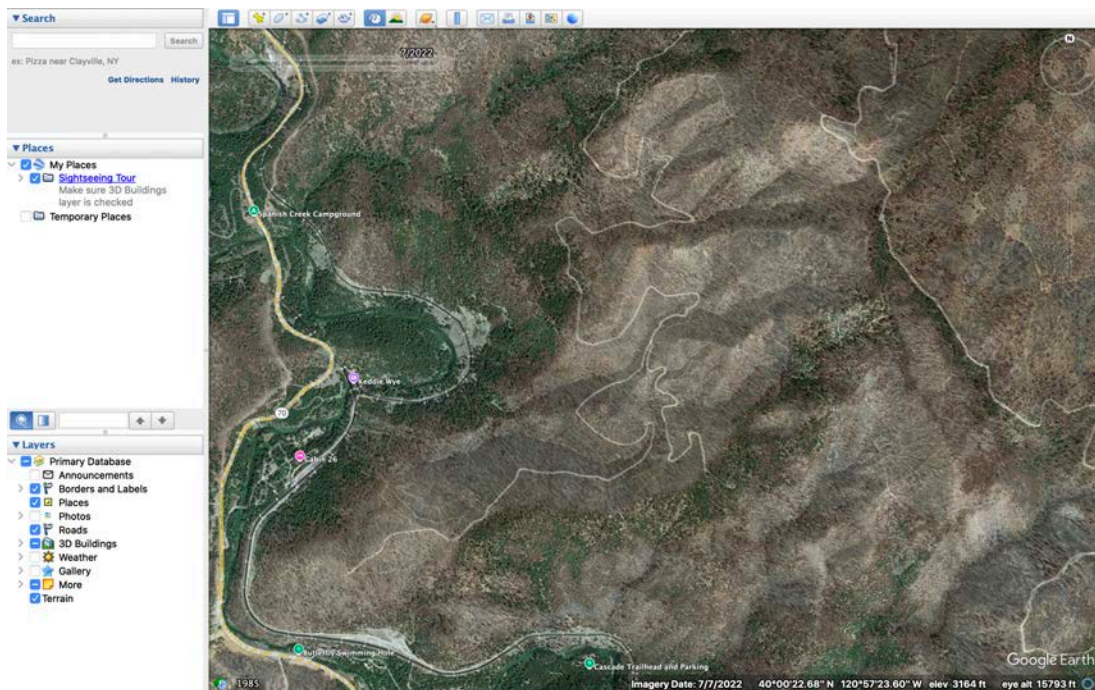 Search
Search
ex: Pizza near Clayville, NY
Get Directions History
Places
My Places
Sightseeing Tour
Make sure 3D Buildings
layer is checked
Temporary Places
Layers
Primary Database
Announcements
Borders and Labels
Places
Photos
Roads
3D Buildings
Weather
Gallery
More
Terrain
7/2022
N
Spanish Creek Campground
Keddie Wye
70
Cabin 26
Butterfly Swimming Hole
Cascade Trailhead and Parking
Google Earth
1985
Imagery Date: 7/7/2022 40°00'22.68" N 120°57'23.60" W elev 3164 ft eye alt 15793 ft